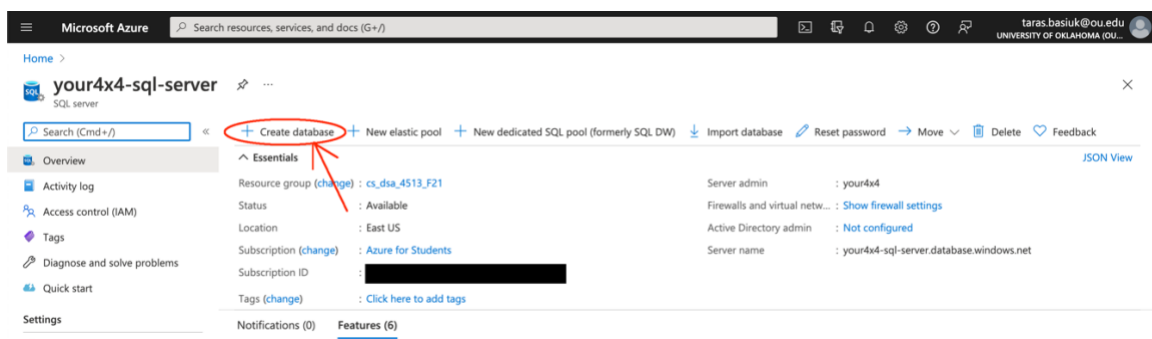 Microsoft Azure
Search resources, services, and docs (G+/)
taras.basiuk@ou.edu
UNIVERSITY OF OKLAHOMA (OU...
Home >
your4x4-sql-server
SQL server
Search (Cmd+/)
«
+ Create database + New elastic pool + New dedicated SQL pool (formerly SQL DW) Import database Reset password → Move Delete Feedback
Overview
Activity log
Access control (IAM)
Tags
Diagnose and solve problems
Quick start
Settings
Essentials
JSON View
Resource group (change) : cs_dsa_4513_F21
Status : Available
Location : East US
Subscription (change) : Azure for Students
Subscription ID :
Tags (change) : Click here to add tags
Server admin : your4x4
Firewalls and virtual netw... : Show firewall settings
Active Directory admin : Not configured
Server name : your4x4-sql-server.database.windows.net
Notifications (0) Features (6)